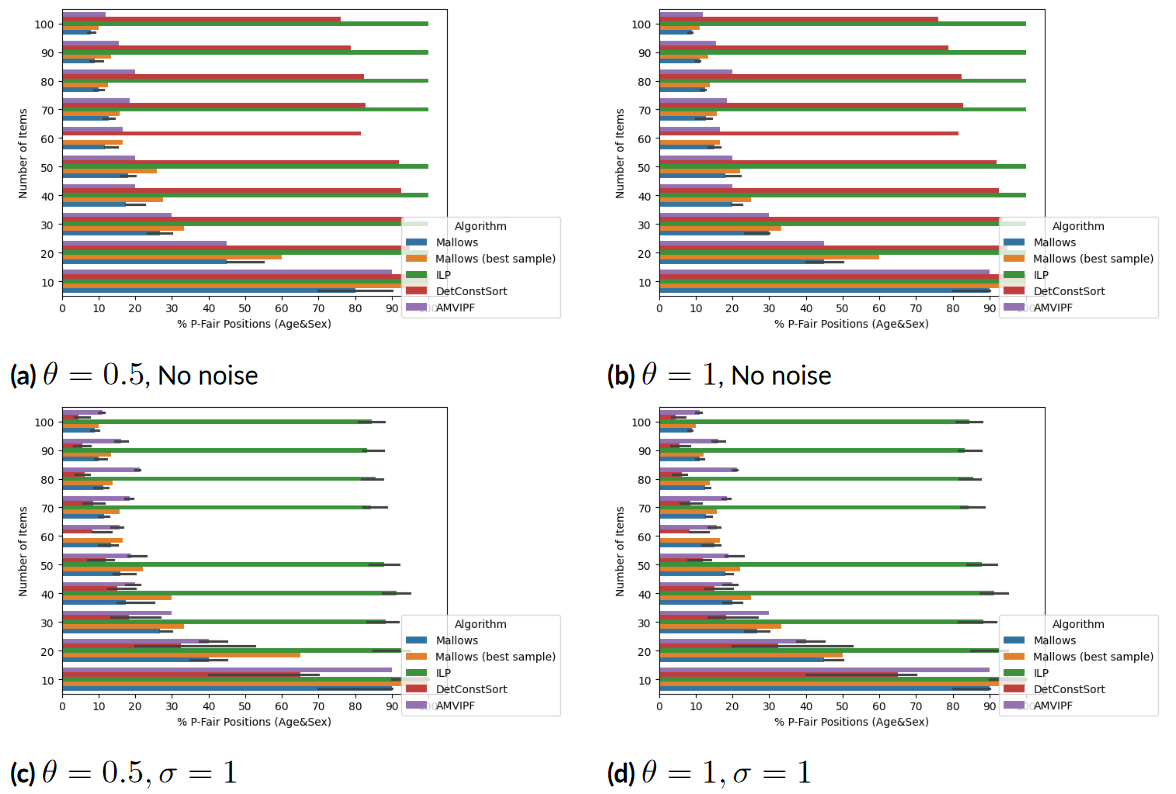 100
90
80
70
60
50
40
30
20
10
Number of Items
0 10 20 30 40 50 60 70 80 90
% P-Fair Positions (Age&Sex)
Algorithm
Mallows
Mallows (best sample)
ILP
DetConstSort
AMVIPF
(a) θ = 0.5, No noise
100
90
80
70
60
50
40
30
20
10
Number of Items
0 10 20 30 40 50 60 70 80 90
% P-Fair Positions (Age&Sex)
Algorithm
Mallows
Mallows (best sample)
ILP
DetConstSort
AMVIPF
(b) θ = 1, No noise
100
90
80
70
60
50
40
30
20
10
Number of Items
0 10 20 30 40 50 60 70 80 90
% P-Fair Positions (Age&Sex)
Algorithm
Mallows
Mallows (best sample)
ILP
DetConstSort
AMVIPF
(c) θ = 0.5, σ = 1
100
90
80
70
60
50
40
30
20
10
Number of Items
0 10 20 30 40 50 60 70 80 90
% P-Fair Positions (Age&Sex)
Algorithm
Mallows
Mallows (best sample)
ILP
DetConstSort
AMVIPF
(d) θ = 1, σ = 1